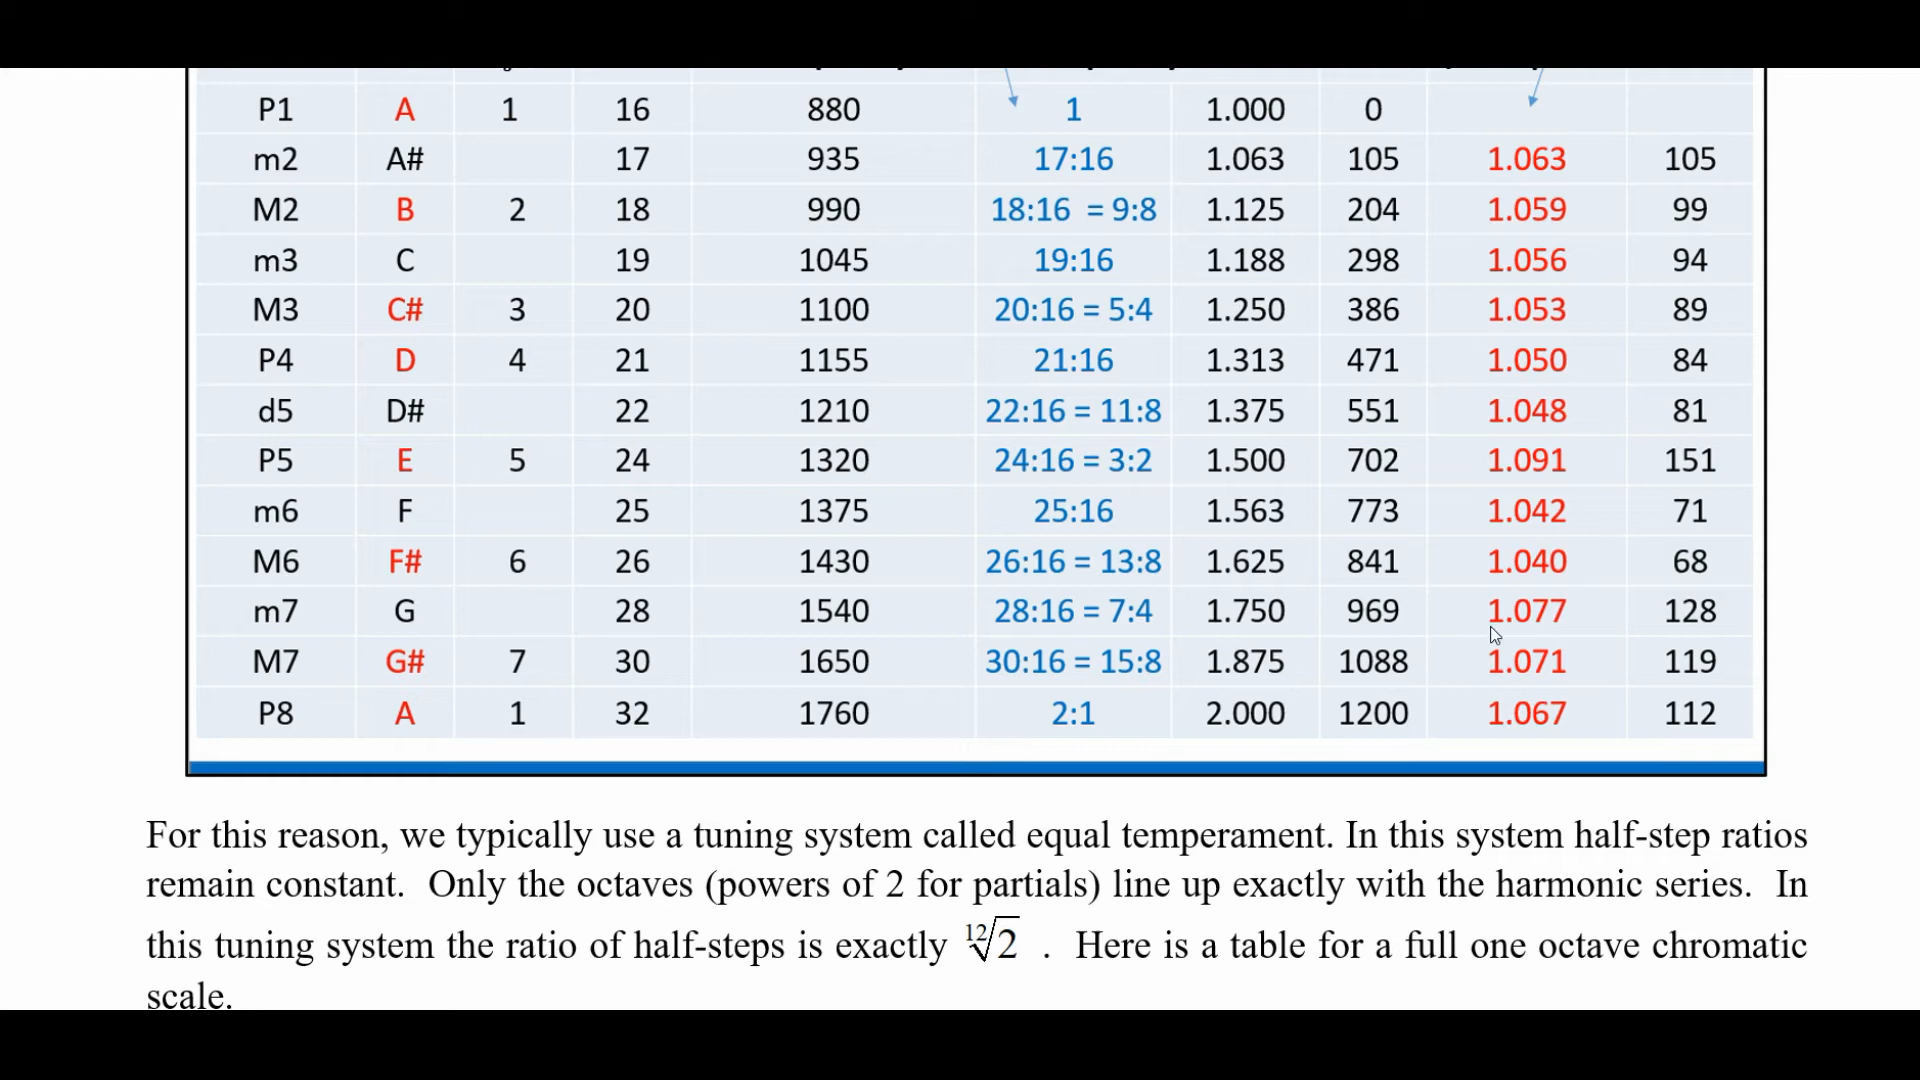 P1 A 1 16 880 1 1.000 0
m2 A# 17 935 17:16 1.063 105 1.063 105
M2 B 2 18 990 18:16 = 9:8 1.125 204 1.059 99
m3 C 19 1045 19:16 1.188 298 1.056 94
M3 C# 3 20 1100 20:16 = 5:4 1.250 386 1.053 89
P4 D 4 21 1155 21:16 1.313 471 1.050 84
d5 D# 22 1210 22:16 = 11:8 1.375 551 1.048 81
P5 E 5 24 1320 24:16 = 3:2 1.500 702 1.091 151
m6 F 25 1375 25:16 1.563 773 1.042 71
M6 F# 6 26 1430 26:16 = 13:8 1.625 841 1.040 68
m7 G 28 1540 28:16 = 7:4 1.750 969 1.077 128
M7 G# 7 30 1650 30:16 = 15:8 1.875 1088 1.071 119
P8 A 1 32 1760 2:1 2.000 1200 1.067 112
For this reason, we typically use a tuning system called equal temperament. In this system half-step ratios
remain constant. Only the octaves (powers of 2 for partials) line up exactly with the harmonic series. In
this tuning system the ratio of half-steps is exactly ¹²√2 . Here is a table for a full one octave chromatic
scale.